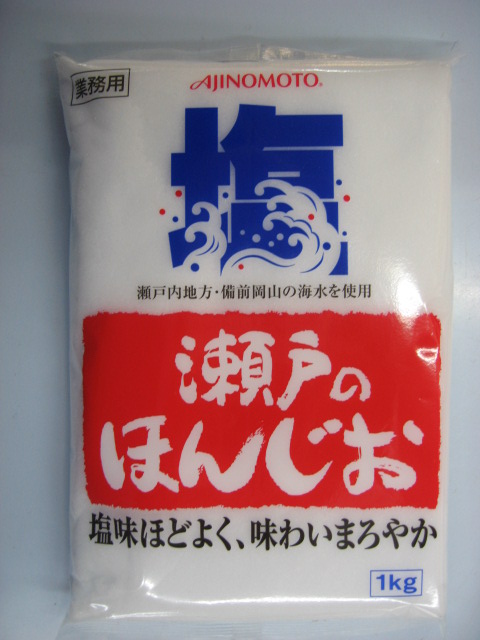 業務用
AJINOMOTO®
塩
瀬戸内地方・備前岡山の海水を使用
瀬戸の
ほんじお
塩味ほどよく、味わいまろやか
1kg